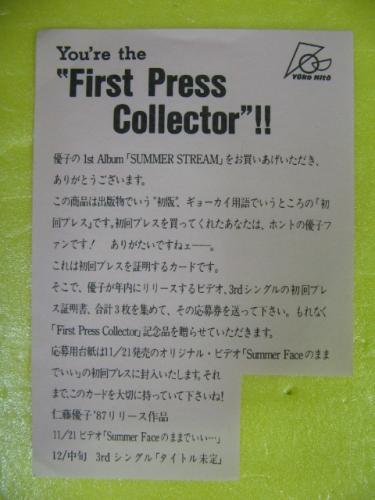 You're the
YŪKO NITŌ
"First Press
Collector"!!
優子の1st Album「SUMMER STREAM」をお買いあげいただき、
ありがとうございます。
この商品は出版物でいう"初版"、ギョーカイ用語でいうところの『初
回プレス』です。初回プレスを買ってくれたあなたは、ホントの優子フ
ァンです！　ありがたいですねェ──。
これは初回プレスを証明するカードです。
そこで、優子が年内にリリースするビデオ、3rdシングルの初回プレ
ス証明書、合計3枚を集めて、その応募券を送って下さい。もれなく
「First Press Collector」記念品を贈らせていただきます。
応募用台紙は11/21発売のオリジナル・ビデオ「Summer Faceのまま
でいい」の初回プレスに封入いたします。それ
まで、このカードを大切に持っていて下さいね!
仁藤優子'87リリース作品
11/21 ビデオ「Summer Faceのままでいい…」
12/中旬　3rdシングル「タイトル未定」